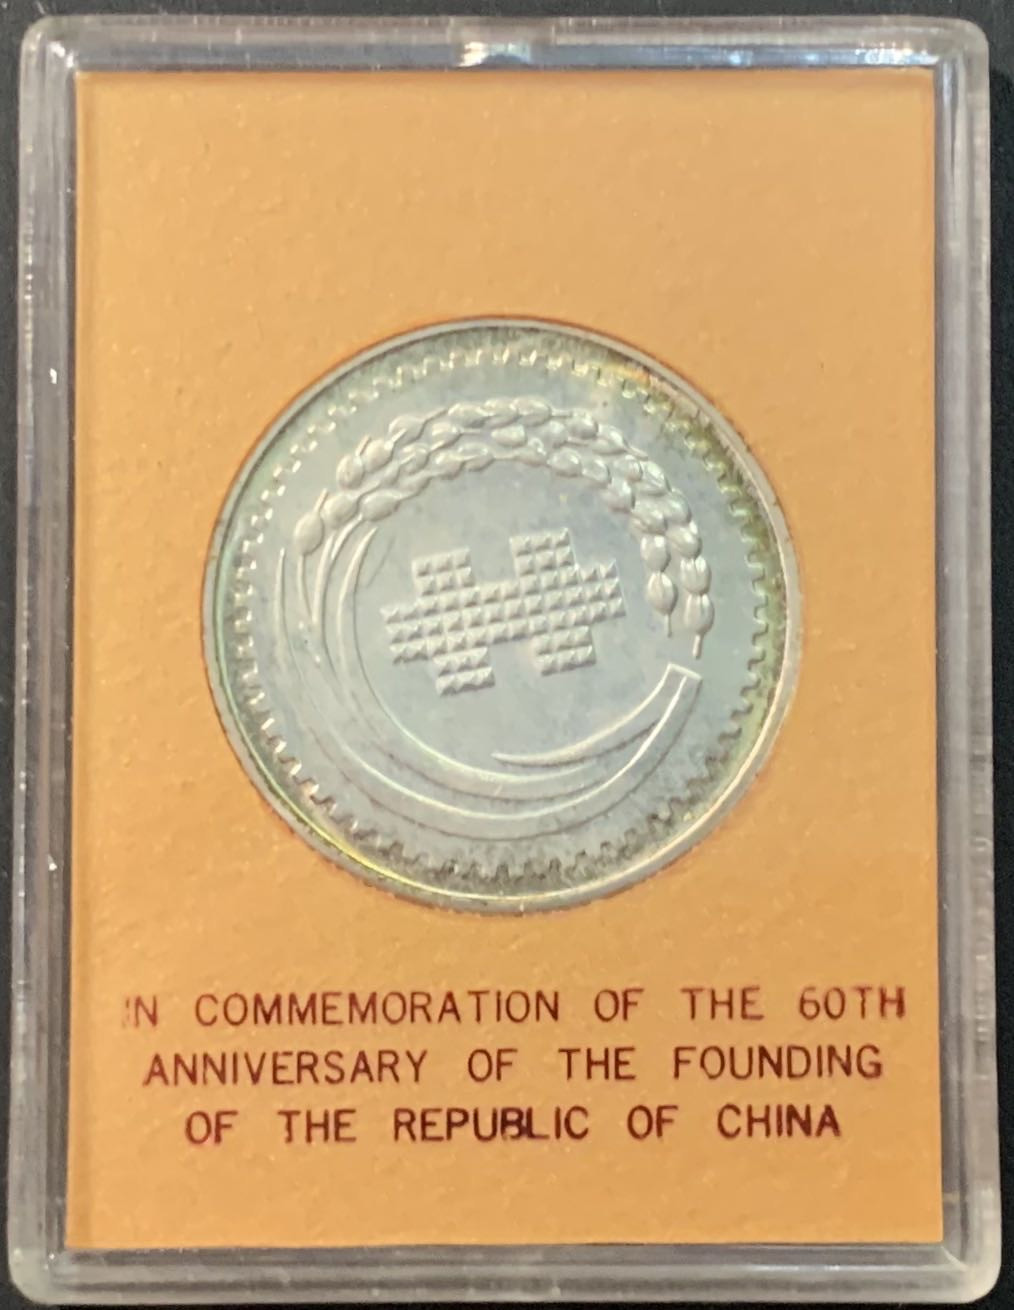 IN COMMEMORATION OF THE 60TH
ANNIVERSARY OF THE FOUNDING
OF THE REPUBLIC OF CHINA